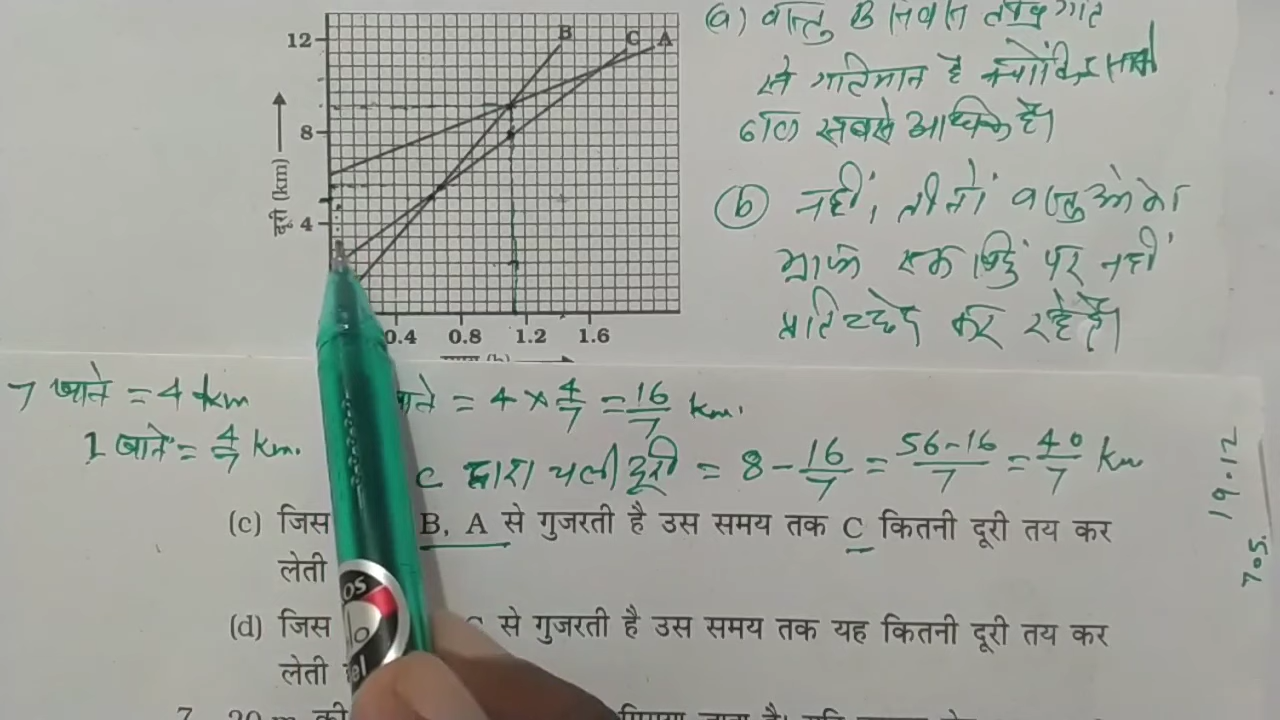 12
8
4
दूरी (km)
B
C
A
0.4 0.8 1.2 1.6
(a) वस्तु B
से गतिमान है क्योंकि
ढाल सबसे अधिक है।
(b) नहीं, तीनों वस्तुओं का
ग्राफ एक बिंदु पर नहीं
प्रतिच्छेद कर रहे हैं।
7 खाने = 4 km
1 खाने = 4/7 km.
= 4 × 4/7 = 16/7 km.
C द्वारा चली दूरी = 8 - 16/7 = 56-16/7 = 40/7 km
19.12
705.
(c) जिस B, A से गुजरती है उस समय तक C कितनी दूरी तय कर
लेती
(d) जिस से गुजरती है उस समय तक यह कितनी दूरी तय कर
लेती
7. 20 m की